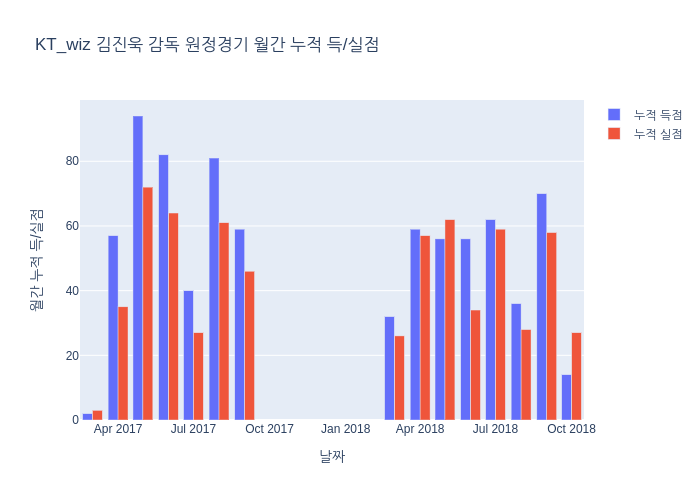 KT_wiz 김진욱 감독 원정경기 월간 누적 득/실점
누적 득점
누적 실점
월간 누적 득/실점
80
60
40
20
0
Apr 2017
Jul 2017
Oct 2017
Jan 2018
Apr 2018
Jul 2018
Oct 2018
날짜